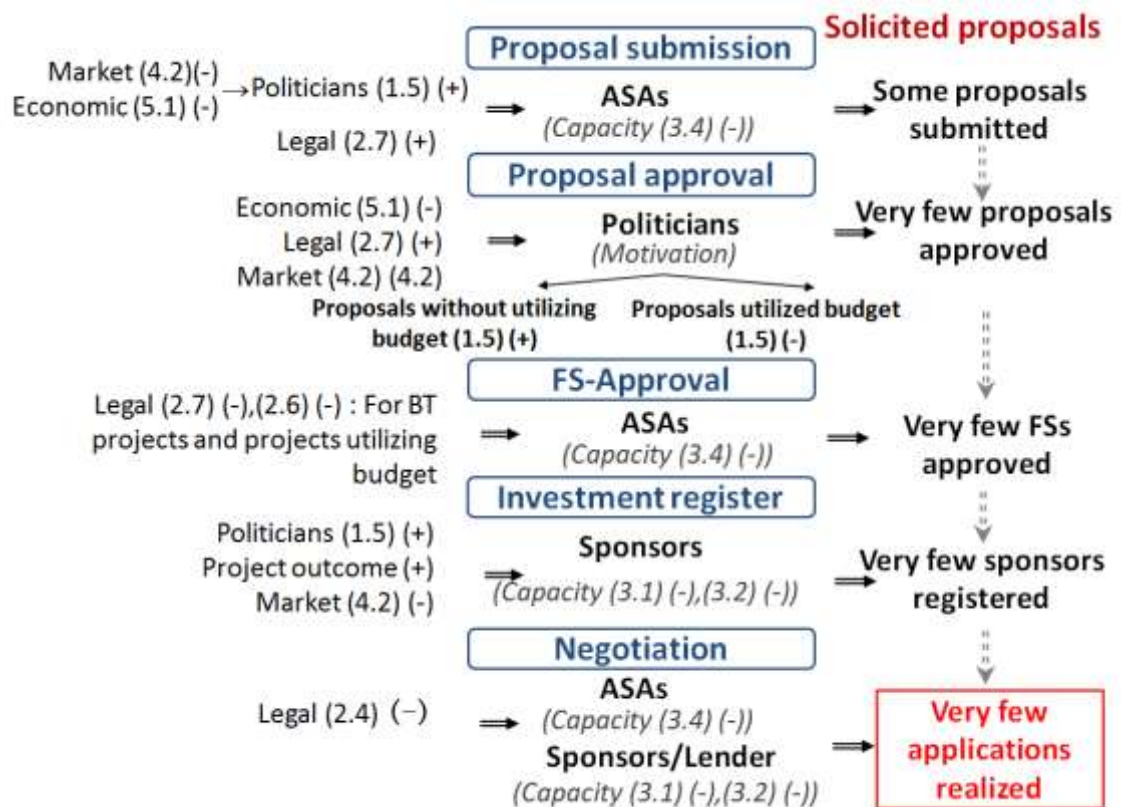 Solicited proposals
Proposal submission
Market (4.2)(-)
Economic (5.1) (-)
→Politicians (1.5) (+)
Legal (2.7) (+)
ASAs
(Capacity (3.4) (-))
Some proposals
submitted
Proposal approval
Economic (5.1) (-)
Legal (2.7) (+)
Market (4.2) (4.2)
Politicians
(Motivation)
Very few proposals
approved
Proposals without utilizing
budget (1.5) (+)
Proposals utilized budget
(1.5) (-)
FS-Approval
Legal (2.7) (-),(2.6) (-) : For BT
projects and projects utilizing
budget
ASAs
(Capacity (3.4) (-))
Very few FSs
approved
Investment register
Politicians (1.5) (+)
Project outcome (+)
Market (4.2) (-)
Sponsors
(Capacity (3.1) (-),(3.2) (-))
Very few sponsors
registered
Negotiation
Legal (2.4) (−)
ASAs
(Capacity (3.4) (-))
Sponsors/Lender
(Capacity (3.1) (-),(3.2) (-))
Very few
applications
realized